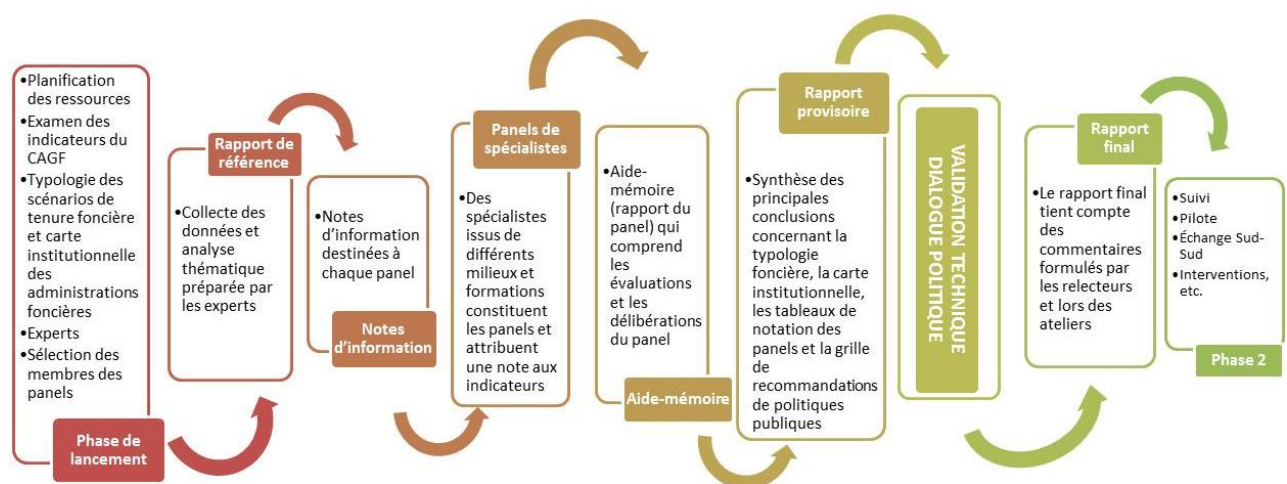 •Planification
des ressources
•Examen des
indicateurs du
CAGF
•Typologie des
scénarios de
tenure foncière
et carte
institutionnelle
des
administrations
foncières
•Experts
•Sélection des
membres des
panels
Phase de
lancement
Rapport de
référence
•Collecte des
données et
analyse
thématique
préparée par
les experts
•Notes
d'information
destinées à
chaque panel
Notes
d'information
Panels de
spécialistes
•Des
spécialistes
issus de
différents
milieux et
formations
constituent
les panels et
attribuent
une note aux
indicateurs
•Aide-
mémoire
(rapport du
panel) qui
comprend les
évaluations
et les
délibérations
du panel
Aide-mémoire
Rapport
provisoire
•Synthèse des
principales
conclusions
concernant la
typologie
foncière, la carte
institutionnelle,
les tableaux de
notation des
panels et la
grille de
recommandations
de politiques
publiques
VALIDATION TECHNIQUE
DIALOGUE POLITIQUE
Rapport
final
•Le rapport final
tient compte
des
commentaires
formulés par
les relecteurs
et lors des
ateliers
•Suivi
•Pilote
•Échange Sud-
Sud
•Interventions,
etc.
Phase 2